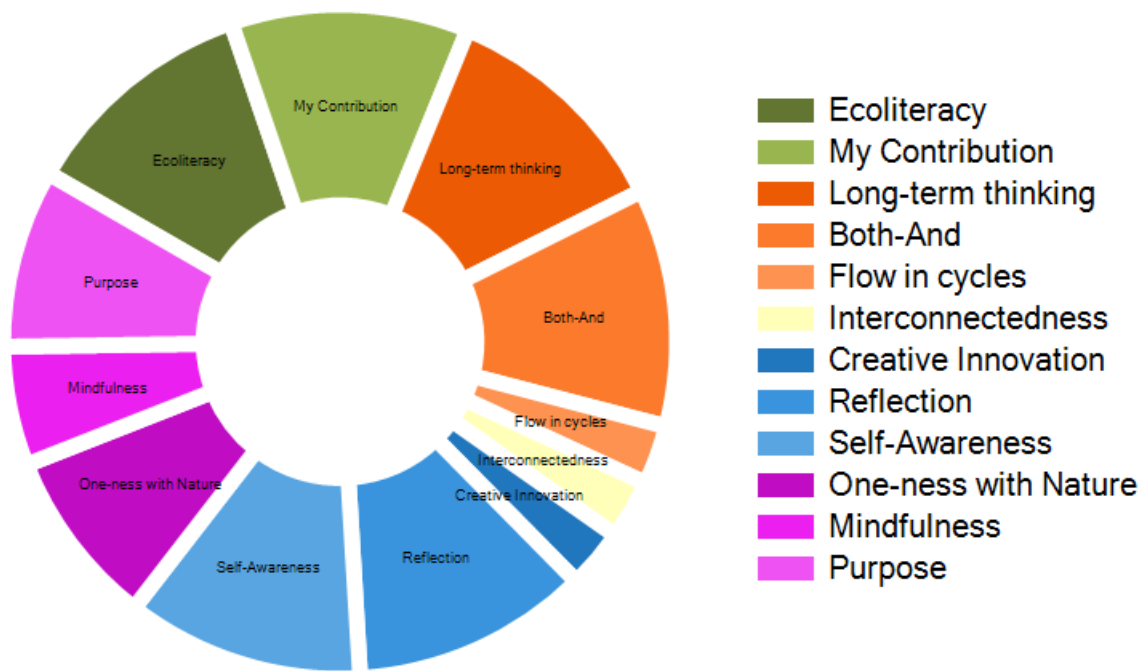 My Contribution
Ecoliteracy
Long-term thinking
Purpose
Both-And
Mindfulness
Flow in cycles
Interconnectedness
One-ness with Nature
Creative Innovation
Reflection
Self-Awareness
Ecoliteracy
My Contribution
Long-term thinking
Both-And
Flow in cycles
Interconnectedness
Creative Innovation
Reflection
Self-Awareness
One-ness with Nature
Mindfulness
Purpose